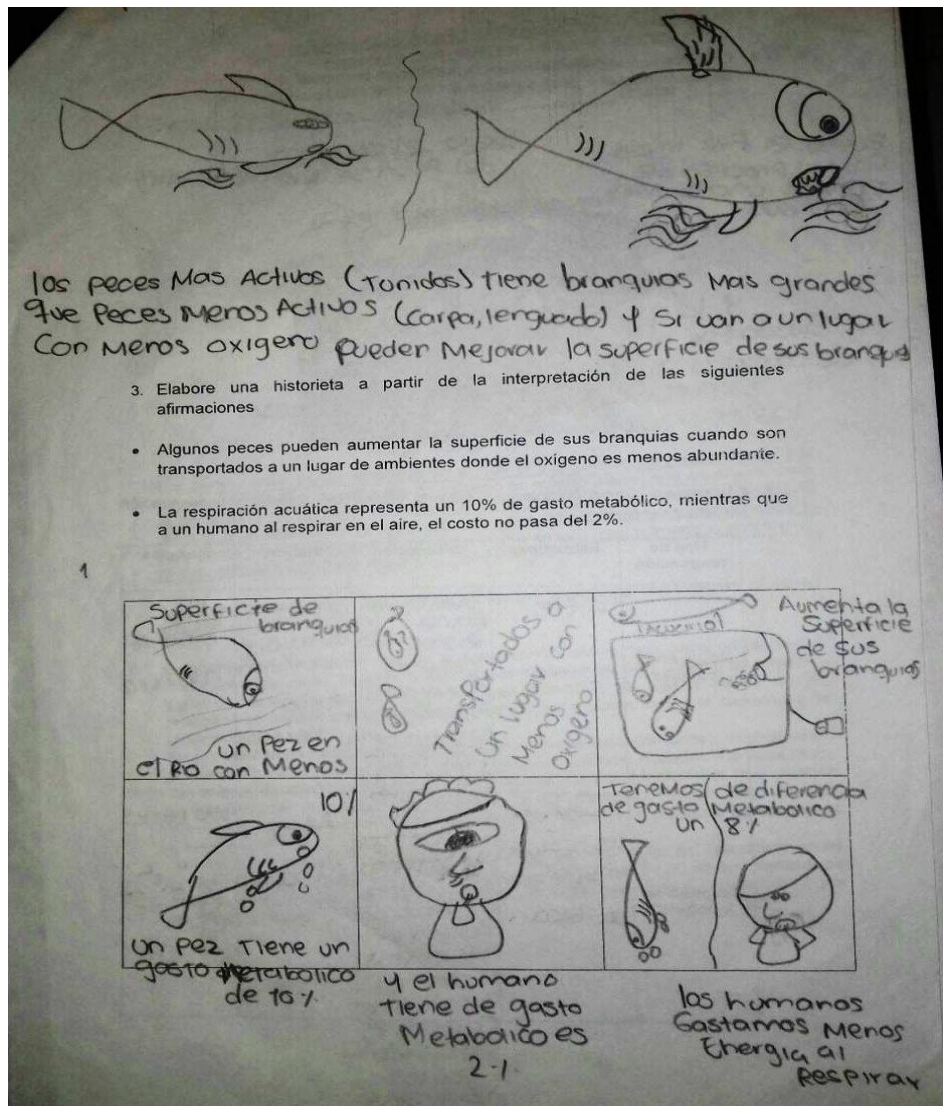 los peces Mas Activos (Tunidos) tiene branquias Mas grandes
que Peces Menos Activos (carpa, lenguado) y Si van a un lugar
Con Menos oxigeno pueder Mejorar la superficie de sus branquis
3. Elabore una historieta a partir de la interpretación de las siguientes
afirmaciones
• Algunos peces pueden aumentar la superficie de sus branquias cuando son
transportados a un lugar de ambientes donde el oxígeno es menos abundante.
• La respiración acuática representa un 10% de gasto metabólico, mientras que
a un humano al respirar en el aire, el costo no pasa del 2%.
1
Superficie de
branquias
un Pez en
el Rio con Menos
Transportados a
un lugar con
Menos
oxigeno
Aumenta la
Superficie
de sus
branquias
10%
un pez Tiene un
gasto Metabolico
de 10%
y el humano
Tiene de gasto
Metabolico es
2%
Tenemos de diferencia
de gasto Metabolico
un 8%
los humanos
Gastamos Menos
Energia al
Respirar